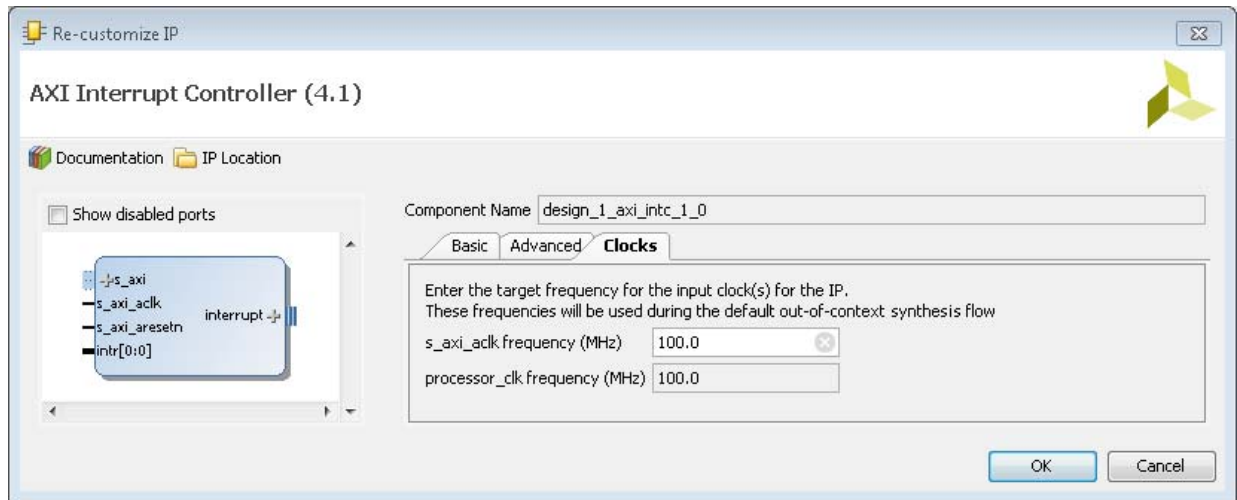 Re-customize IP
AXI Interrupt Controller (4.1)
Documentation IP Location
Show disabled ports
s_axi
s_axi_aclk
s_axi_aresetn
intr[0:0]
interrupt
Component Name design_1_axi_intc_1_0
Basic Advanced Clocks
Enter the target frequency for the input clock(s) for the IP.
These frequencies will be used during the default out-of-context synthesis flow
s_axi_aclk frequency (MHz) 100.0
processor_clk frequency (MHz) 100.0
OK Cancel